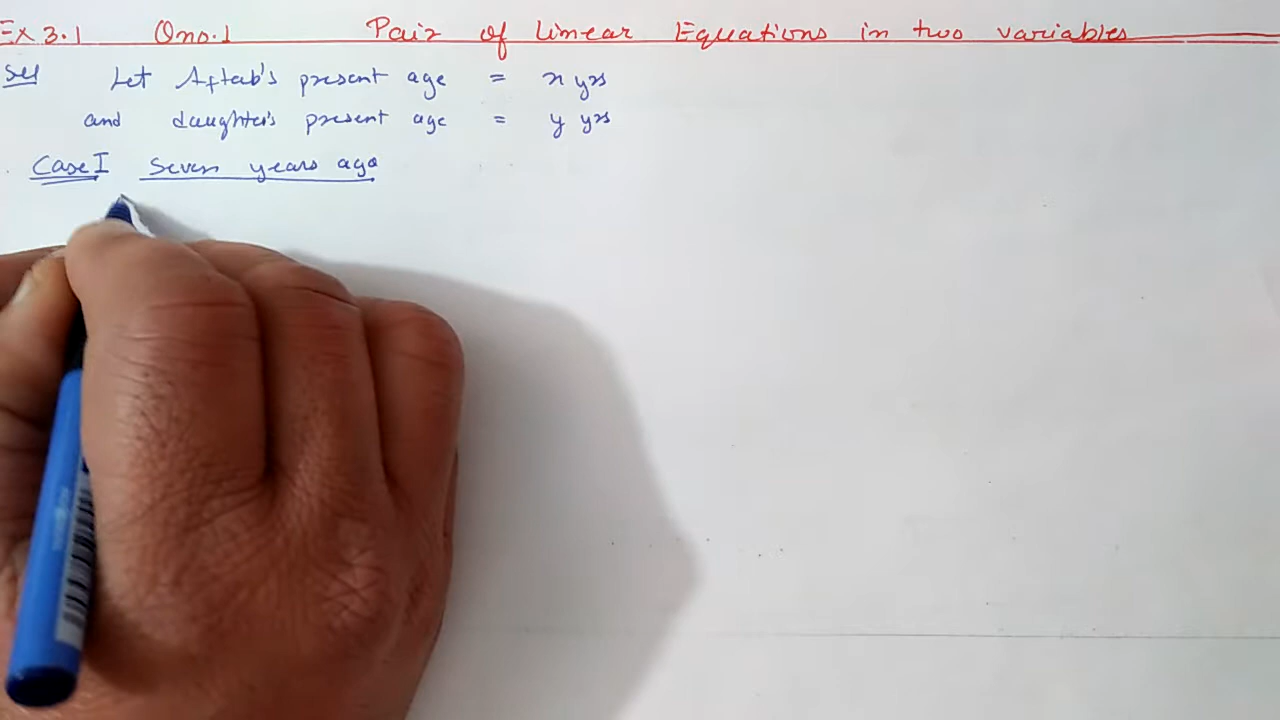 Ex 3.1 Qno.1 Pair of Linear Equations in two variables
Sol Let Aftab's present age = x yrs
and daughter's present age = y yrs
Case I Seven years ago